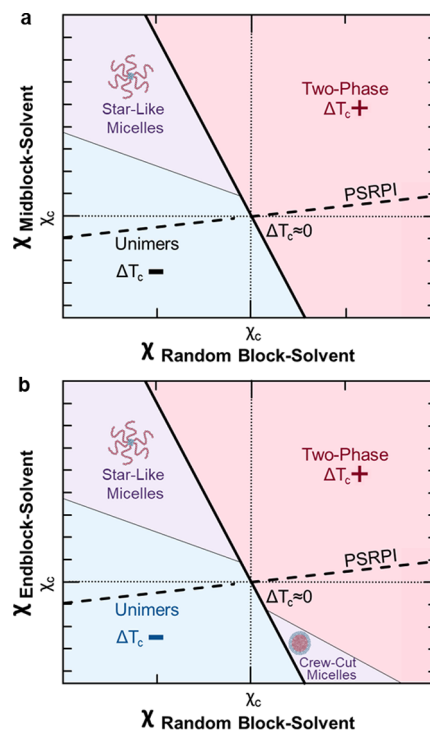 a
Star-Like
Micelles
Two-Phase
ΔTc+
PSRPI
χ Midblock-Solvent
χc
Unimers
ΔTc -
ΔTc≈0
χc
χ Random Block-Solvent
b
Star-Like
Micelles
Two-Phase
ΔTc+
PSRPI
χ Endblock-Solvent
χc
Unimers
ΔTc -
ΔTc≈0
Crew-Cut
Micelles
χc
χ Random Block-Solvent